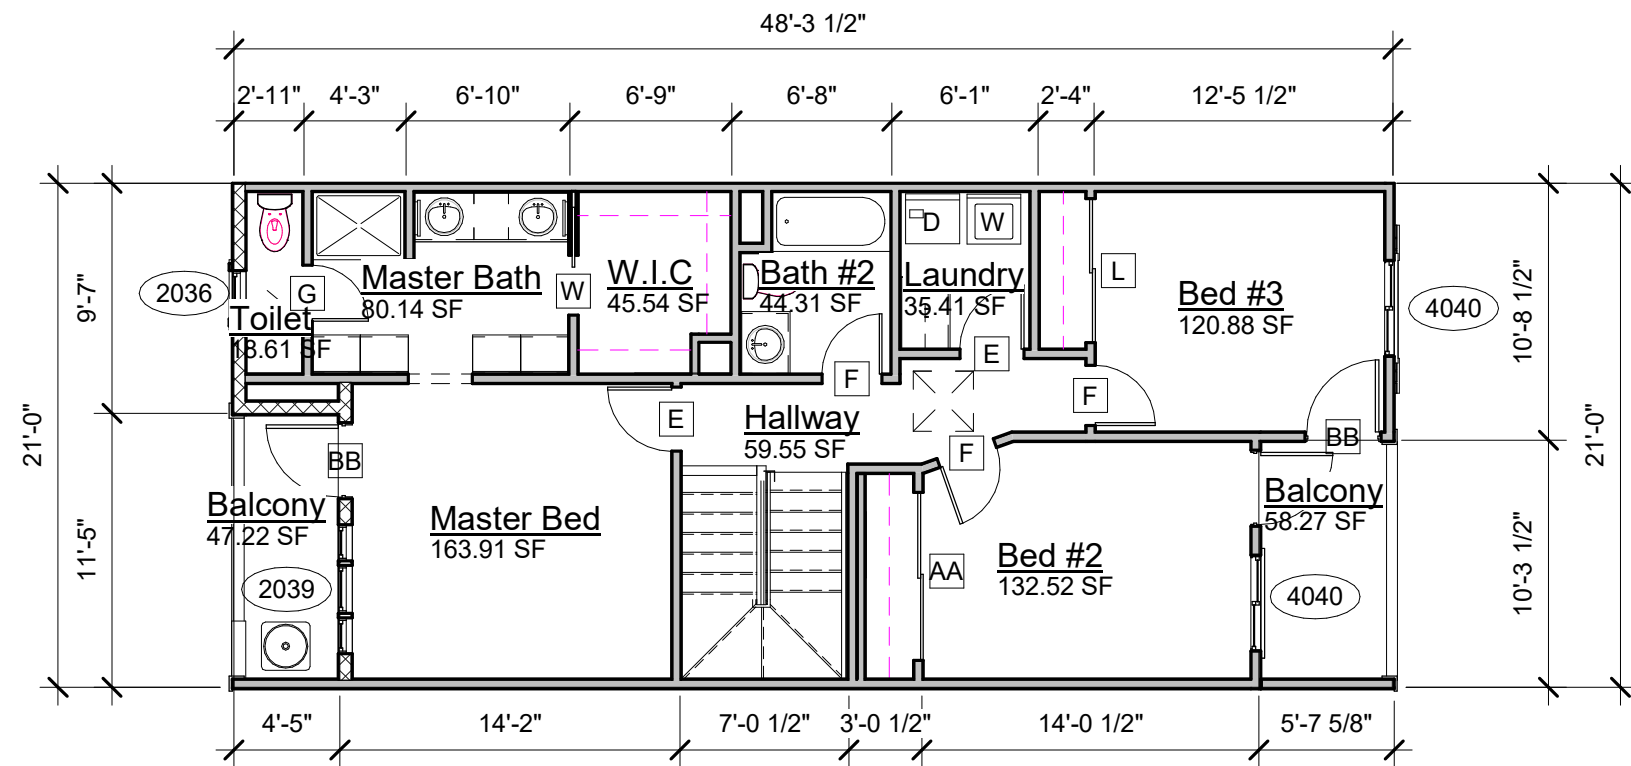 48'-3 1/2"
2'-11"
4'-3"
6'-10"
6'-9"
6'-8"
6'-1"
2'-4"
12'-5 1/2"
21'-0"
9'-7"
11'-5"
2036
G
Toilet
18.61 SF
Master Bath
80.14 SF
W
W.I.C
45.54 SF
Bath #2
44.31 SF
D
W
Laundry
35.41 SF
L
Bed #3
120.88 SF
4040
10'-8 1/2"
E
F
F
E
Hallway
59.55 SF
F
BB
BB
Balcony
47.22 SF
Master Bed
163.91 SF
2039
AA
Bed #2
132.52 SF
Balcony
58.27 SF
4040
10'-3 1/2"
21'-0"
4'-5"
14'-2"
7'-0 1/2"
3'-0 1/2"
14'-0 1/2"
5'-7 5/8"